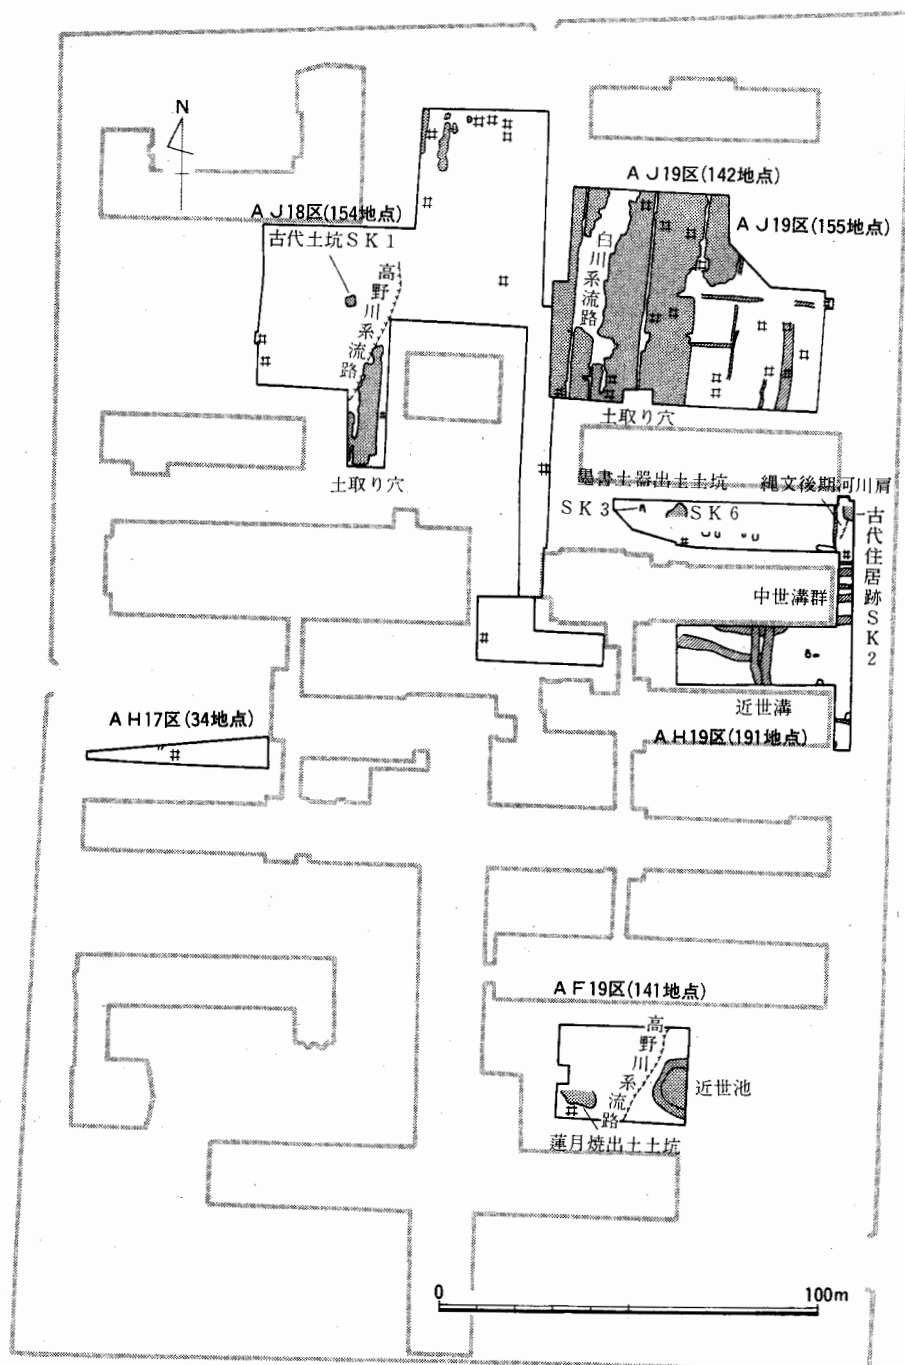 N
AJ19区(142地点)
AJ18区(154地点)
AJ19区(155地点)
古代土坑SK1
高野川系流路
白川系流路
土取り穴
土取り穴
墨書土器出土土坑
縄文後期河川肩
SK3
SK6
古代住居跡SK2
中世溝群
近世溝
AH17区(34地点)
AH19区(191地点)
AF19区(141地点)
高野川系流路
近世池
蓮月焼出土土坑
0
100m